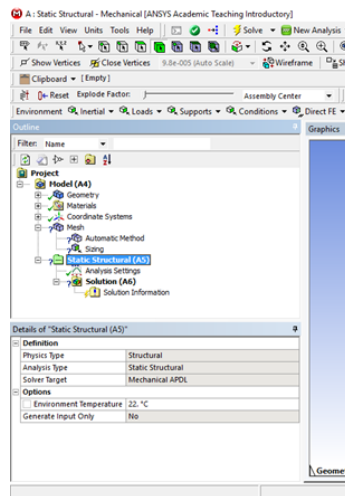 A : Static Structural - Mechanical [ANSYS Academic Teaching Introductory]
File Edit View Units Tools Help Solve New Analysis
Show Vertices Close Vertices 9.8e-005 (Auto Scale) Wireframe
Clipboard [Empty]
Reset Explode Factor: Assembly Center
Environment Inertial Loads Supports Conditions Direct FE
Outline
Graphics
Filter: Name
Project
Model (A4)
Geometry
Materials
Coordinate Systems
Mesh
Automatic Method
Sizing
Static Structural (A5)
Analysis Settings
Solution (A6)
Solution Information
Details of "Static Structural (A5)"
Definition
Physics Type Structural
Analysis Type Static Structural
Solver Target Mechanical APDL
Options
Environment Temperature 22. °C
Generate Input Only No